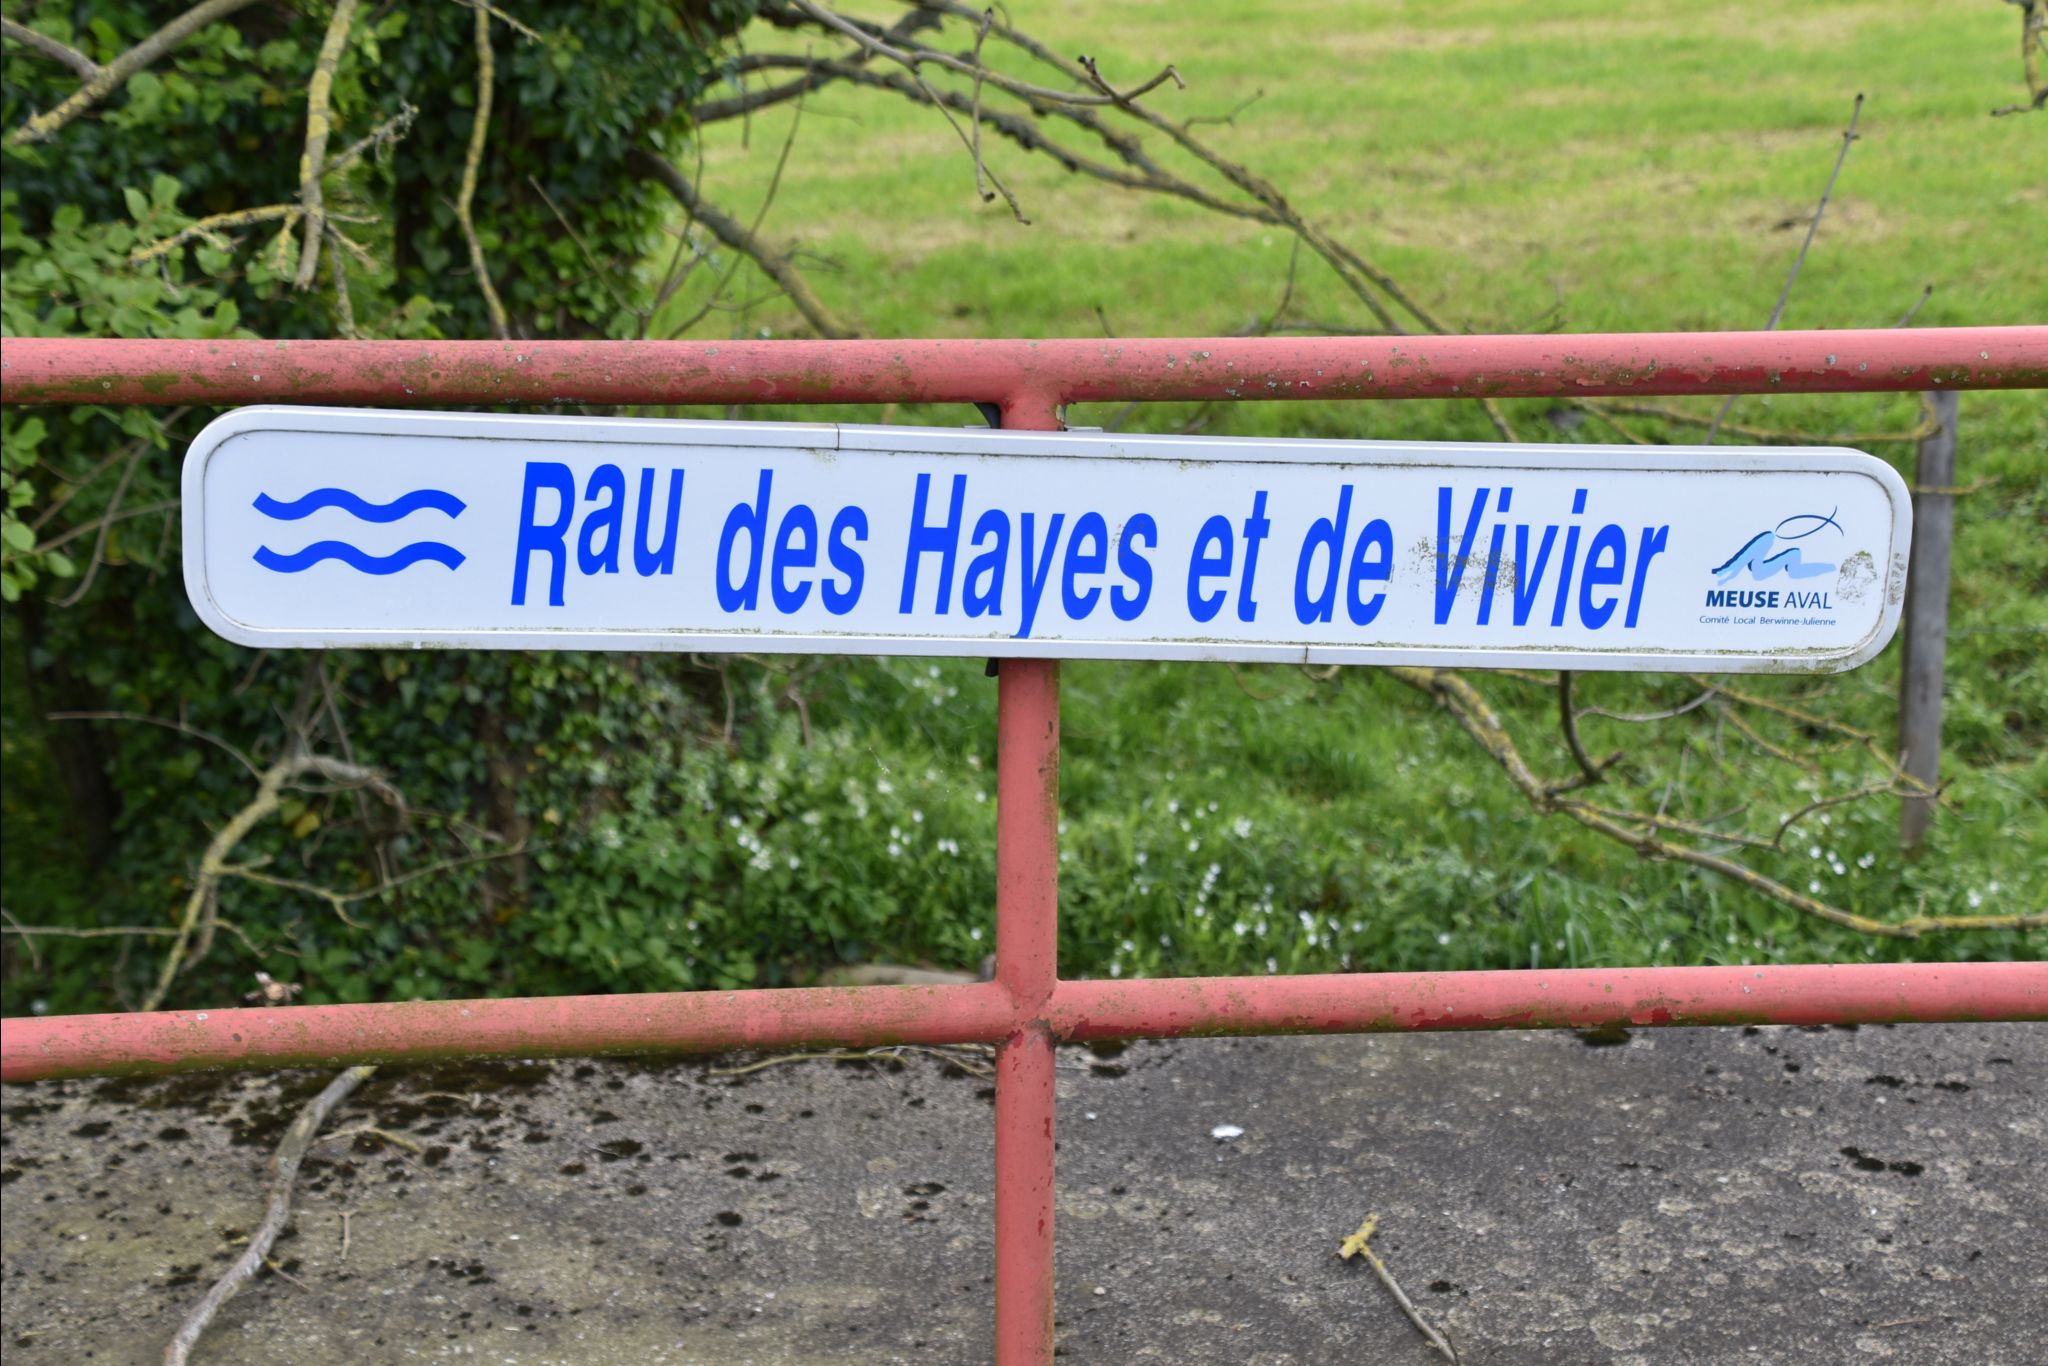 Rau des Hayes et de Vivier
MEUSE AVAL
Comité Local Berwinne-Julienne